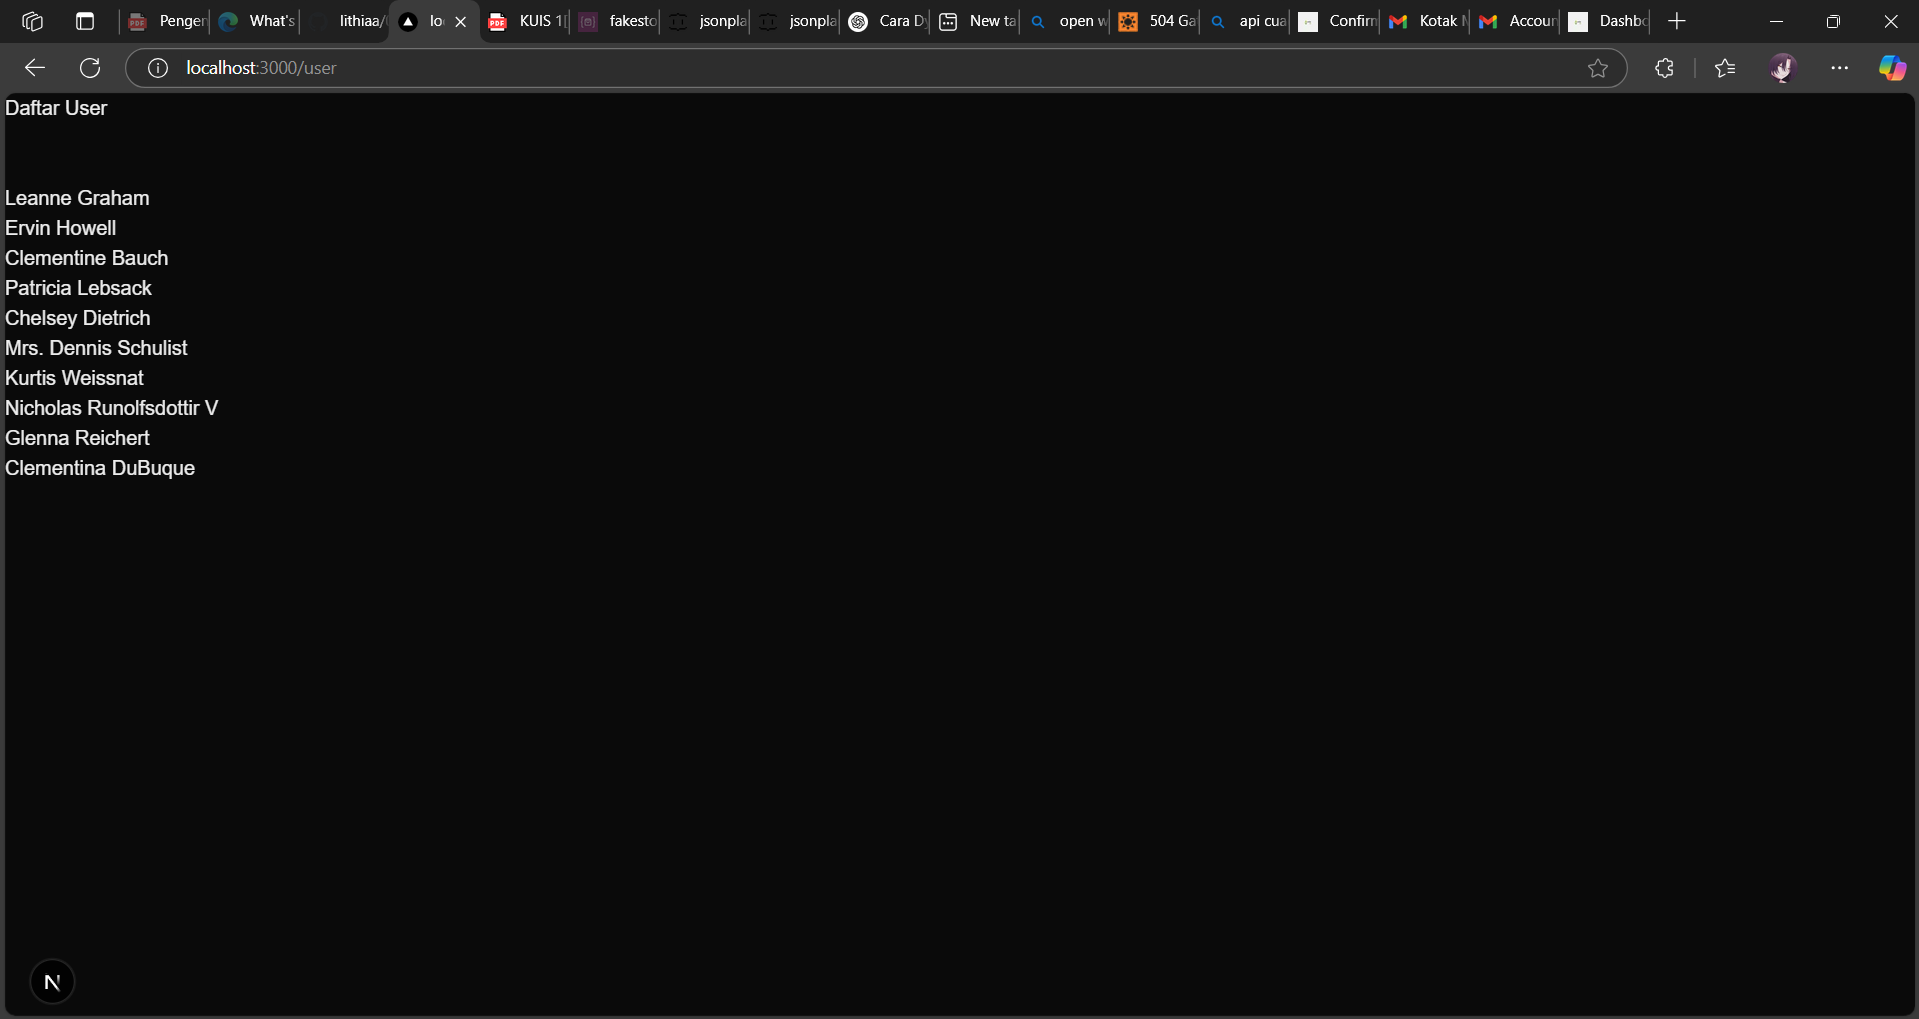 Pengen
What's
lithiaa/
lo
KUIS 1[
fakesto
jsonpla
jsonpla
Cara D
New ta
open w
504 Ga
api cua
Confirm
Kotak M
Accoun
Dashbo
localhost:3000/user
Daftar User
Leanne Graham
Ervin Howell
Clementine Bauch
Patricia Lebsack
Chelsey Dietrich
Mrs. Dennis Schulist
Kurtis Weissnat
Nicholas Runolfsdottir V
Glenna Reichert
Clementina DuBuque
N